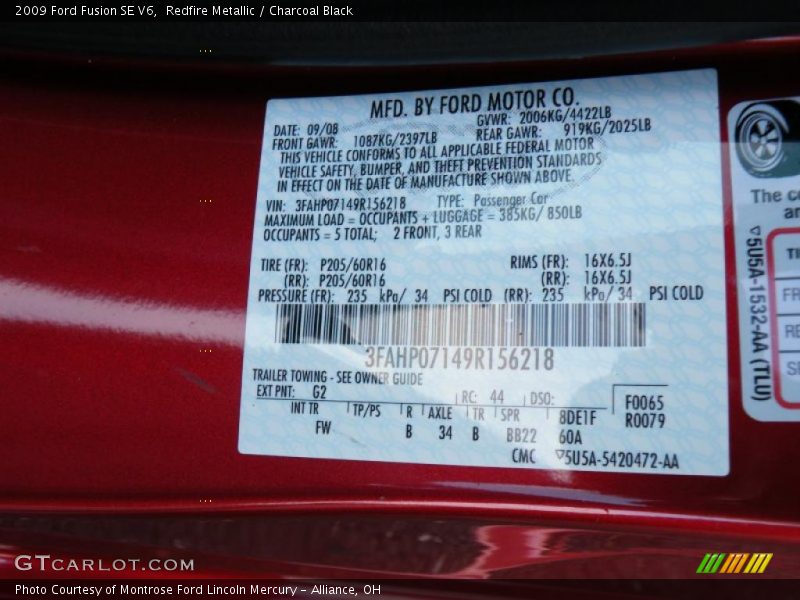 2009 Ford Fusion SE V6,  Redfire Metallic / Charcoal Black
MFD. BY FORD MOTOR CO.
DATE: 09/08 GVWR: 2006KG/4422LB
FRONT GAWR: 1087KG/2397LB REAR GAWR: 919KG/2025LB
THIS VEHICLE CONFORMS TO ALL APPLICABLE FEDERAL MOTOR
VEHICLE SAFETY, BUMPER, AND THEFT PREVENTION STANDARDS
IN EFFECT ON THE DATE OF MANUFACTURE SHOWN ABOVE.
VIN: 3FAHP07149R156218 TYPE: Passenger Car
MAXIMUM LOAD = OCCUPANTS + LUGGAGE = 385KG/ 850LB
OCCUPANTS = 5 TOTAL; 2 FRONT, 3 REAR
TIRE (FR): P205/60R16 RIMS (FR): 16X6.5J
(RR): P205/60R16 (RR): 16X6.5J
PRESSURE (FR): 235 kPa/ 34 PSI COLD (RR): 235 kPa/ 34 PSI COLD
3FAHP07149R156218
TRAILER TOWING - SEE OWNER GUIDE
EXT PNT: G2 RC: 44 DSO: F0065
INT TR TP/PS R AXLE TR SPR 8DE1F R0079
FW B 34 B BB22 60A
CMC 5U5A-5420472-AA
The co
an
5U5A-1532-AA (TLU)
TI
FR
RE
SP
GTCARLOT.COM
Photo Courtesy of Montrose Ford Lincoln Mercury - Alliance, OH